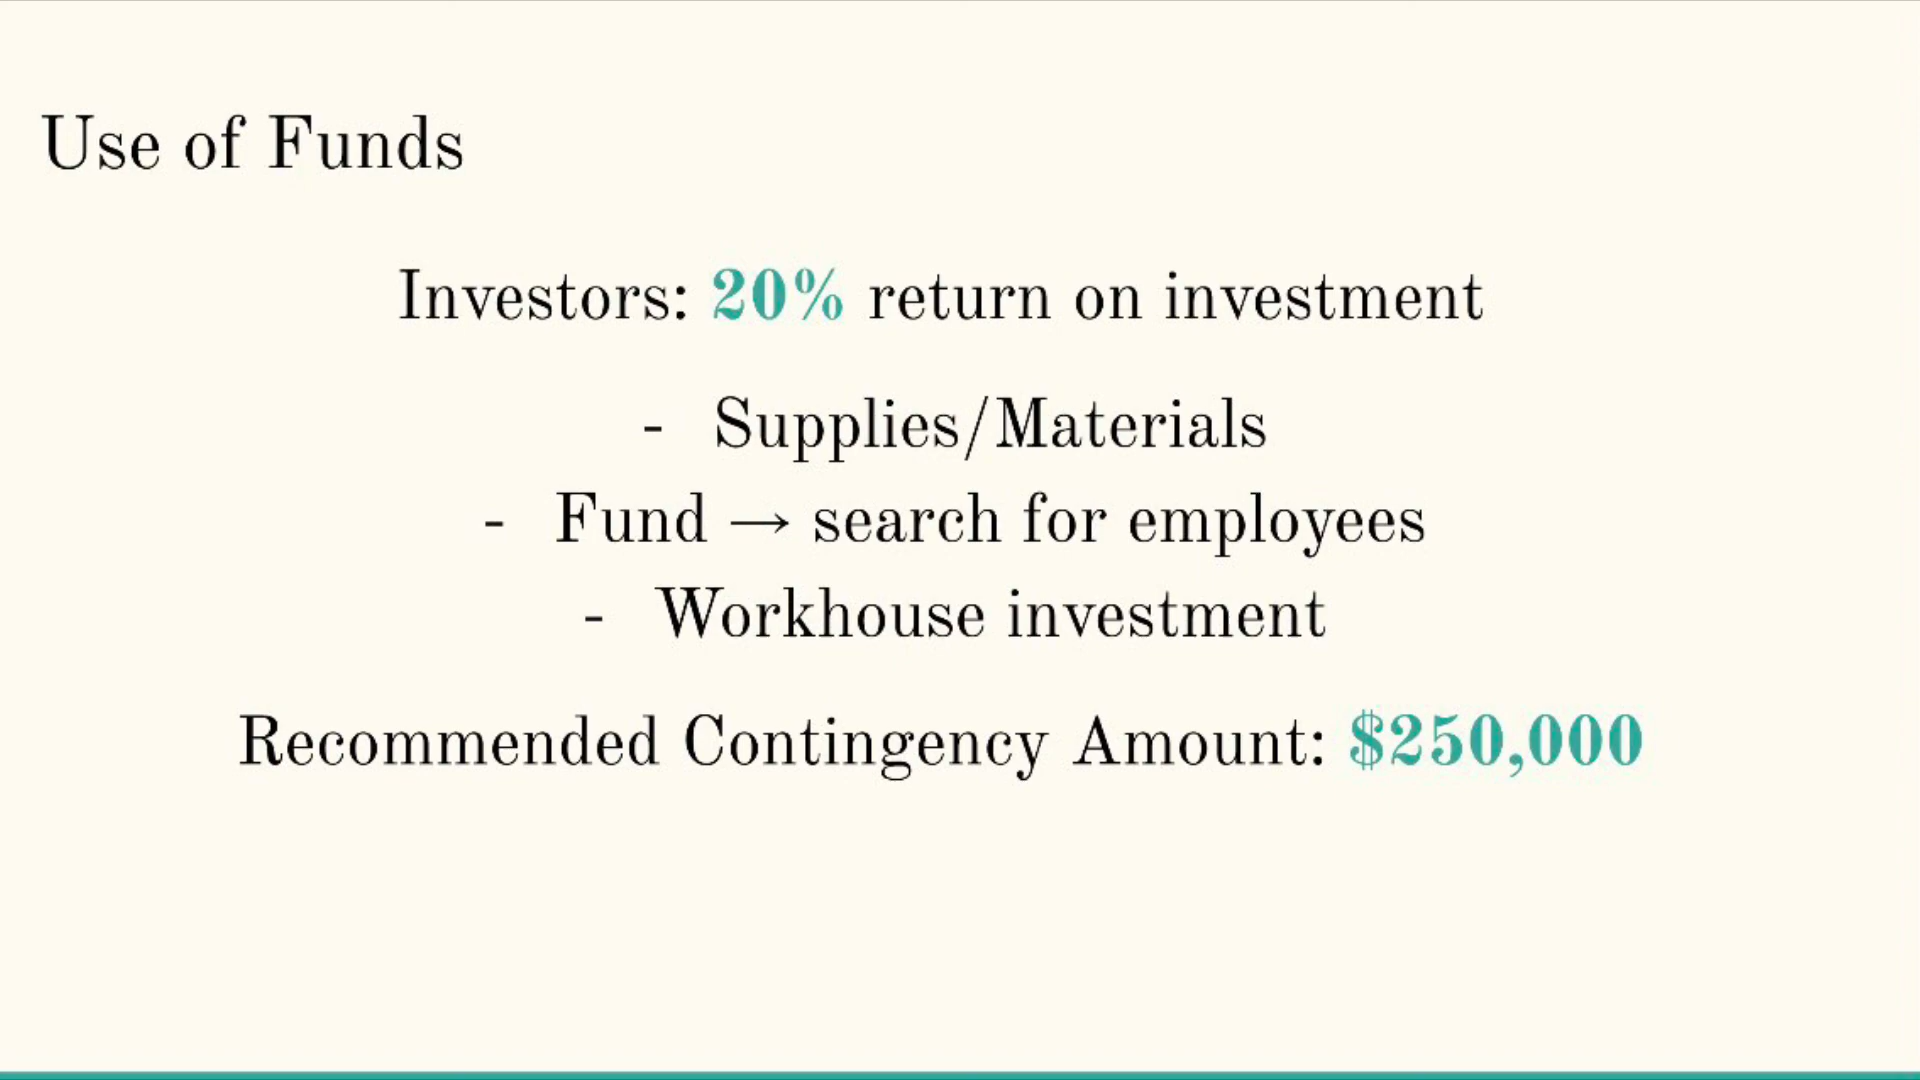 Use of Funds
Investors: 20% return on investment
- Supplies/Materials
- Fund → search for employees
- Workhouse investment
Recommended Contingency Amount: $250,000